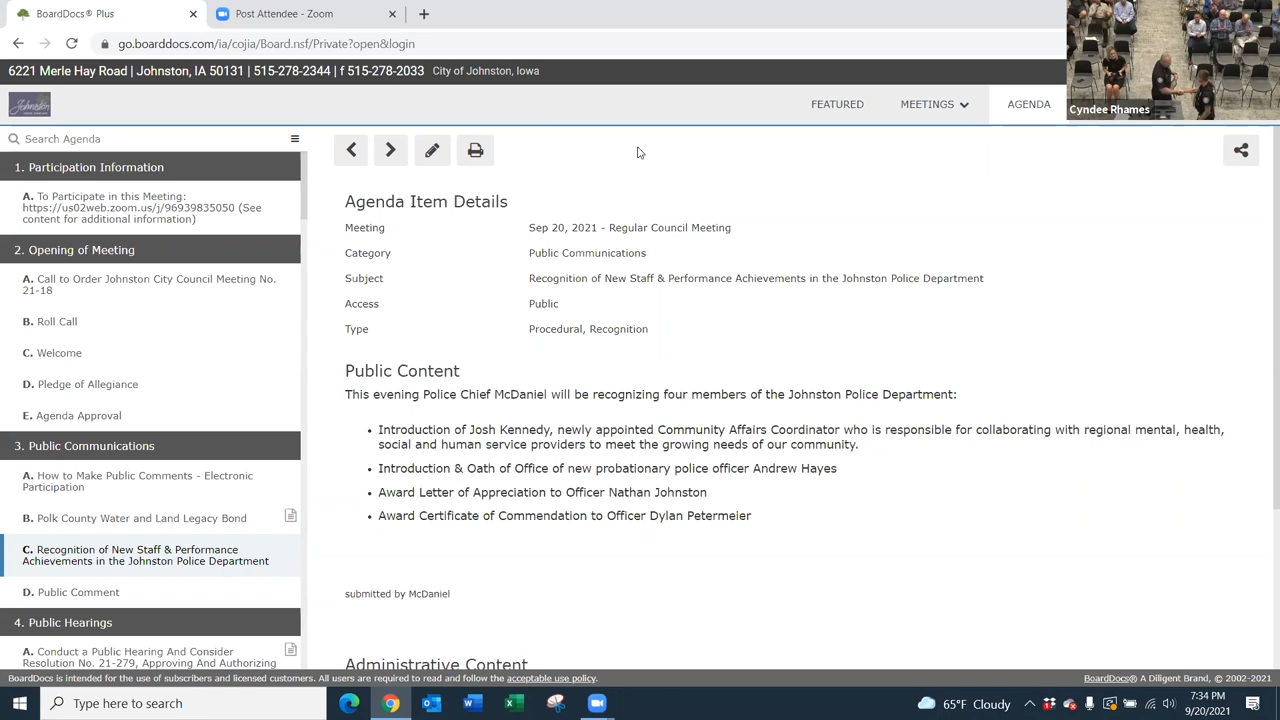 BoardDocs® Plus
Post Attendee - Zoom
go.boarddocs.com/ia/cojia/Board.nsf/Private?open&login
6221 Merle Hay Road | Johnston, IA 50131 | 515-278-2344 | f 515-278-2033 City of Johnston, Iowa
Cyndee Rhames
Johnston
FEATURED
MEETINGS
AGENDA
Search Agenda
1. Participation Information
A. To Participate in this Meeting:
https://us02web.zoom.us/j/96939835050 (See
content for additional information)
2. Opening of Meeting
A. Call to Order Johnston City Council Meeting No.
21-18
B. Roll Call
C. Welcome
D. Pledge of Allegiance
E. Agenda Approval
3. Public Communications
A. How to Make Public Comments - Electronic
Participation
B. Polk County Water and Land Legacy Bond
C. Recognition of New Staff & Performance
Achievements in the Johnston Police Department
D. Public Comment
4. Public Hearings
A. Conduct a Public Hearing And Consider
Resolution No. 21-279, Approving And Authorizing
Agenda Item Details
Meeting Sep 20, 2021 - Regular Council Meeting
Category Public Communications
Subject Recognition of New Staff & Performance Achievements in the Johnston Police Department
Access Public
Type Procedural, Recognition
Public Content
This evening Police Chief McDaniel will be recognizing four members of the Johnston Police Department:
• Introduction of Josh Kennedy, newly appointed Community Affairs Coordinator who is responsible for collaborating with regional mental, health,
social and human service providers to meet the growing needs of our community.
• Introduction & Oath of Office of new probationary police officer Andrew Hayes
• Award Letter of Appreciation to Officer Nathan Johnston
• Award Certificate of Commendation to Officer Dylan Petermeier
submitted by McDaniel
Administrative Content
BoardDocs is intended for the use of subscribers and licensed customers. All users are required to read and follow the acceptable use policy.
BoardDocs® A Diligent Brand, © 2002-2021
Type here to search
65°F Cloudy
7:34 PM
9/20/2021